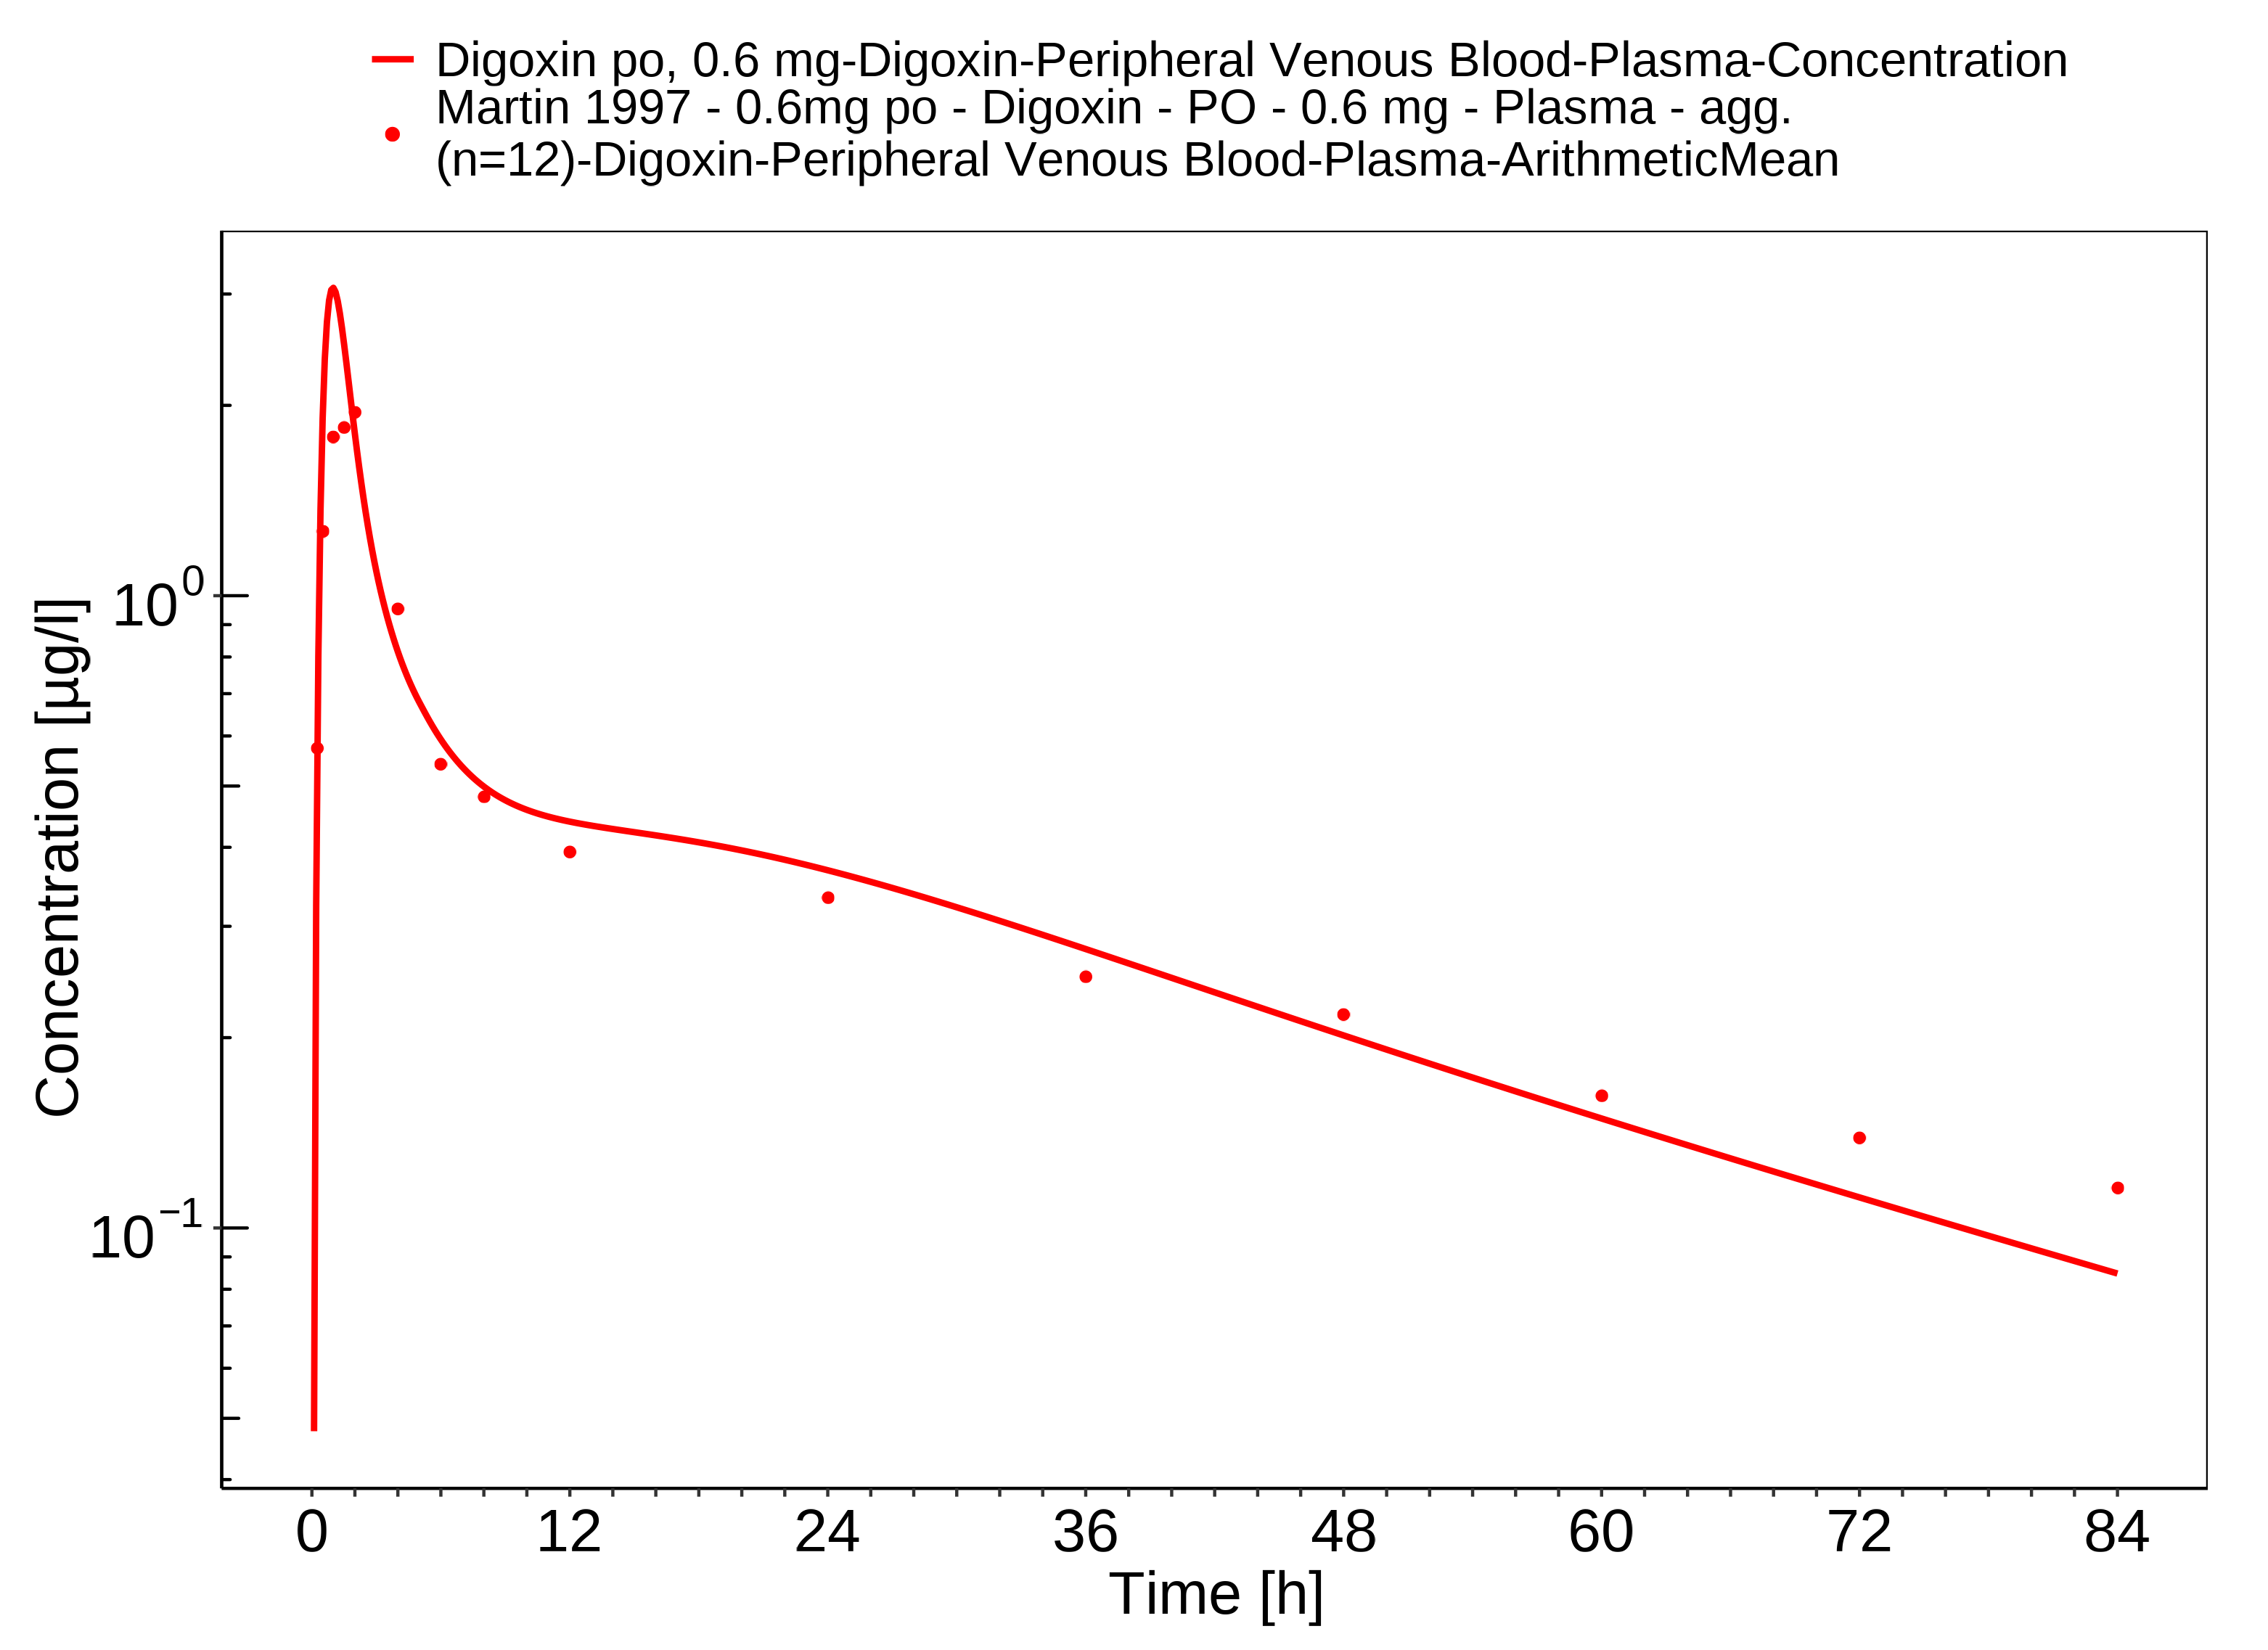 Digoxin po, 0.6 mg-Digoxin-Peripheral Venous Blood-Plasma-Concentration
Martin 1997 - 0.6mg po - Digoxin - PO - 0.6 mg - Plasma - agg.
(n=12)-Digoxin-Peripheral Venous Blood-Plasma-ArithmeticMean
Concentration [µg/l]
10⁰
10⁻¹
0 12 24 36 48 60 72 84
Time [h]